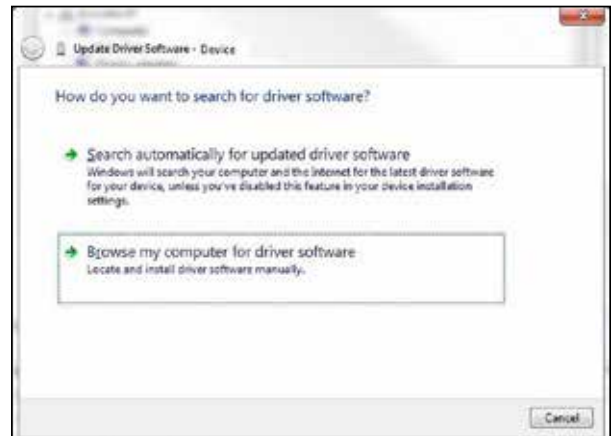 Update Driver Software - Device
How do you want to search for driver software?
Search automatically for updated driver software
Windows will search your computer and the Internet for the latest driver software
for your device, unless you've disabled this feature in your device installation
settings.
Browse my computer for driver software
Locate and install driver software manually.
Cancel